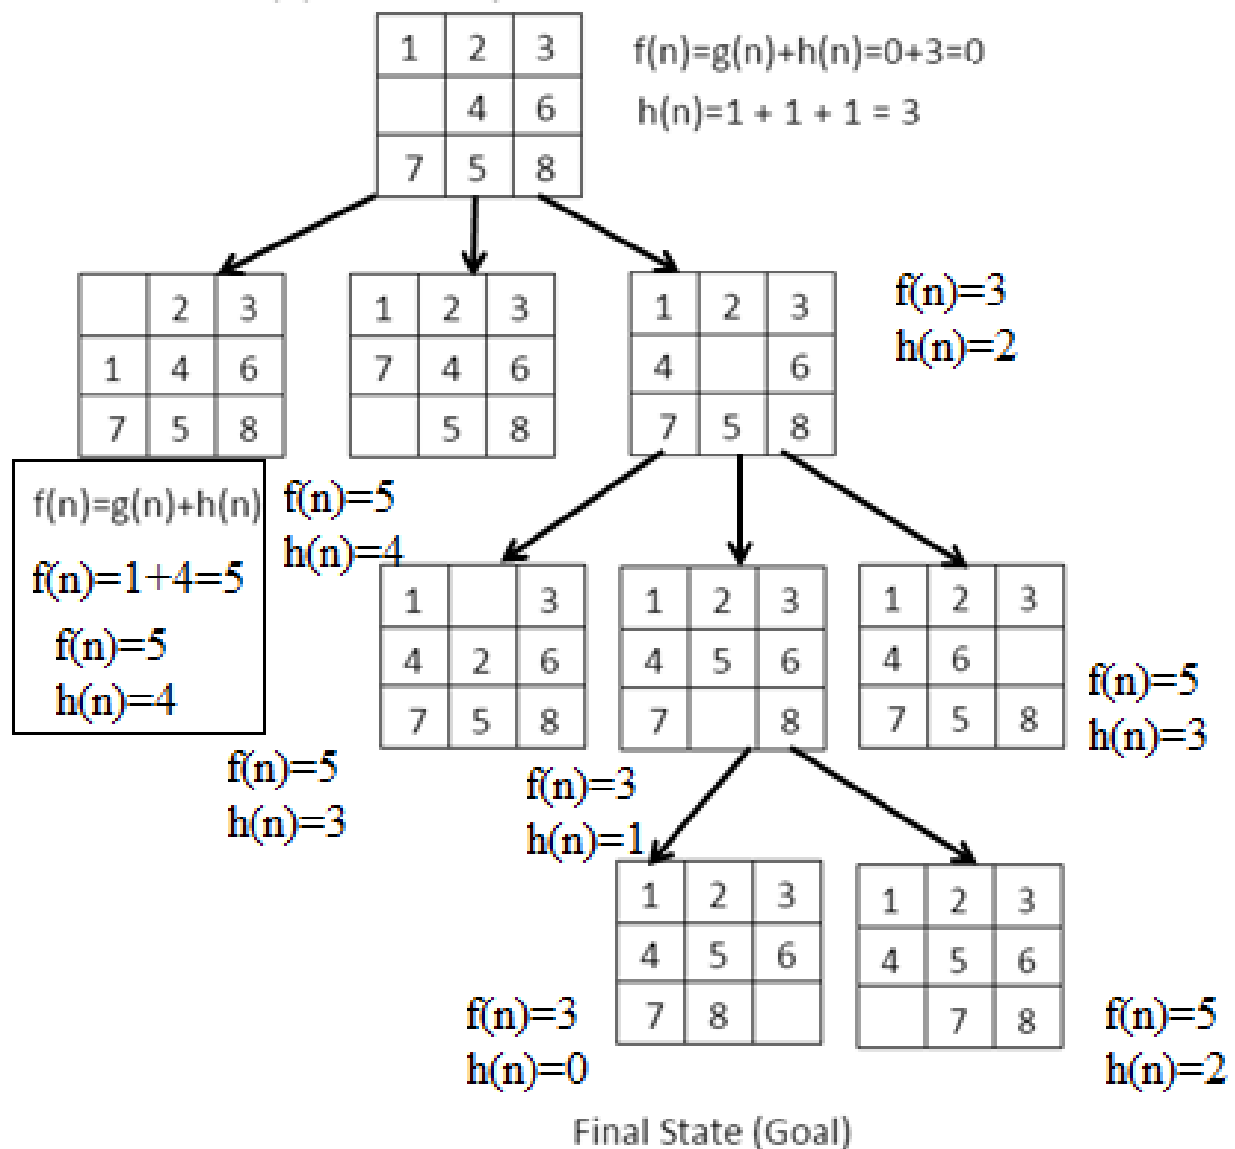 1 2 3
4 6
7 5 8
f(n)=g(n)+h(n)=0+3=0
h(n)=1 + 1 + 1 = 3
2 3
1 4 6
7 5 8
1 2 3
7 4 6
5 8
1 2 3
4 6
7 5 8
f(n)=3
h(n)=2
f(n)=g(n)+h(n)
f(n)=1+4=5
f(n)=5
h(n)=4
f(n)=5
h(n)=4
1 3
4 2 6
7 5 8
f(n)=5
h(n)=3
1 2 3
4 5 6
7 8
f(n)=3
h(n)=1
1 2 3
4 6
7 5 8
f(n)=5
h(n)=3
1 2 3
4 5 6
7 8
f(n)=3
h(n)=0
1 2 3
4 5 6
7 8
f(n)=5
h(n)=2
Final State (Goal)